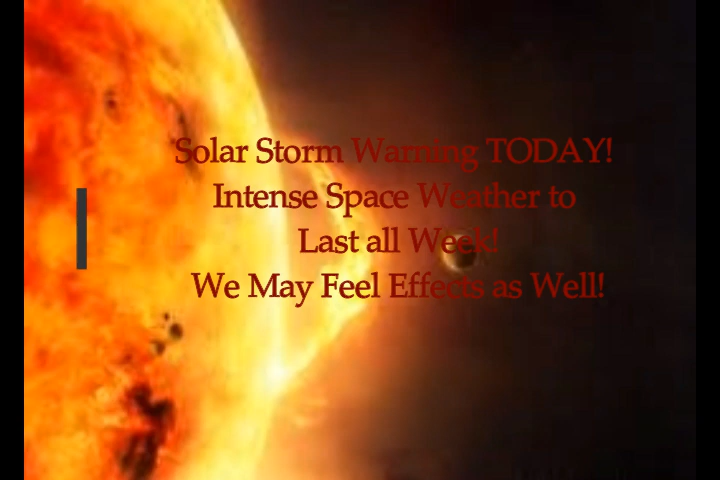 Solar Storm Warning TODAY!
Intense Space Weather to
Last all Week!
We May Feel Effects as Well!